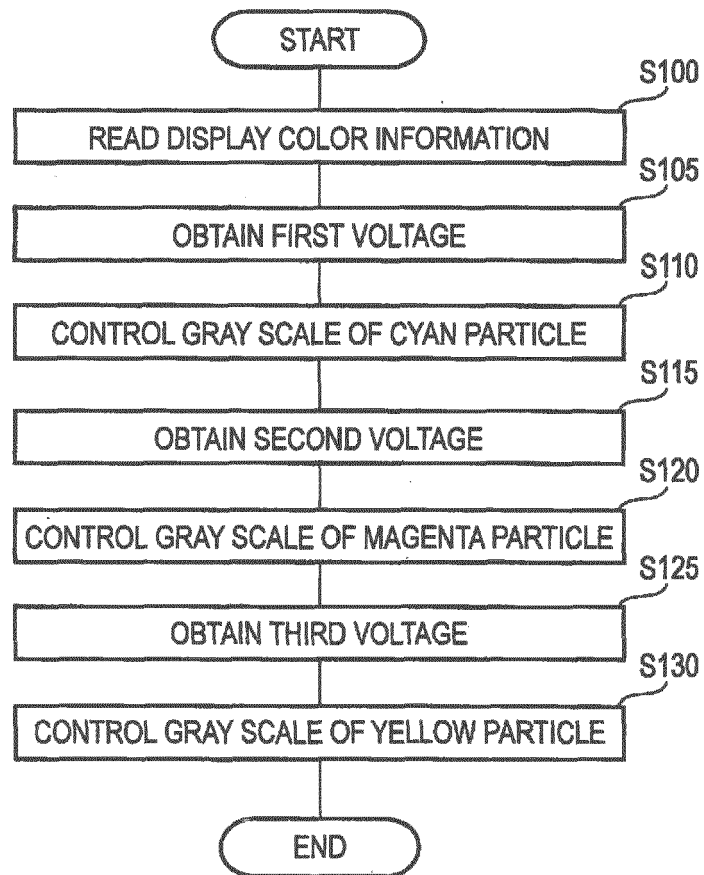 START
S100
READ DISPLAY COLOR INFORMATION
S105
OBTAIN FIRST VOLTAGE
S110
CONTROL GRAY SCALE OF CYAN PARTICLE
S115
OBTAIN SECOND VOLTAGE
S120
CONTROL GRAY SCALE OF MAGENTA PARTICLE
S125
OBTAIN THIRD VOLTAGE
S130
CONTROL GRAY SCALE OF YELLOW PARTICLE
END